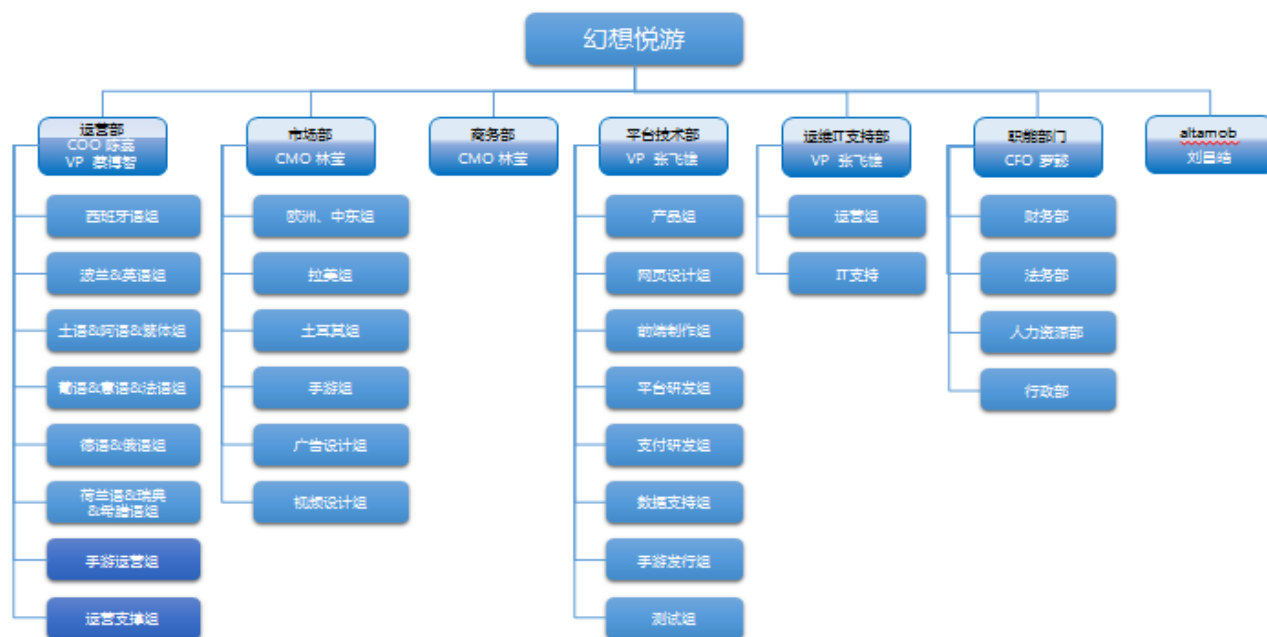 幻想悦游
运营部
COO 陈磊
VP 蔡博智
市场部
CMO 林莹
商务部
CMO 林莹
平台技术部
VP 张飞雄
运维IT支持部
VP 张飞雄
职能部门
CFO 罗懿
altamob
刘昌皓
西班牙语组
波兰&英语组
土语&阿语&繁体组
葡语&意语&法语组
德语&俄语组
荷兰语&瑞典
&希腊语组
手游运营组
运营支撑组
欧洲、中东组
拉美组
土耳其组
手游组
广告设计组
视频设计组
产品组
网页设计组
前端制作组
平台研发组
支付研发组
数据支持组
手游发行组
测试组
运营组
IT支持
财务部
法务部
人力资源部
行政部